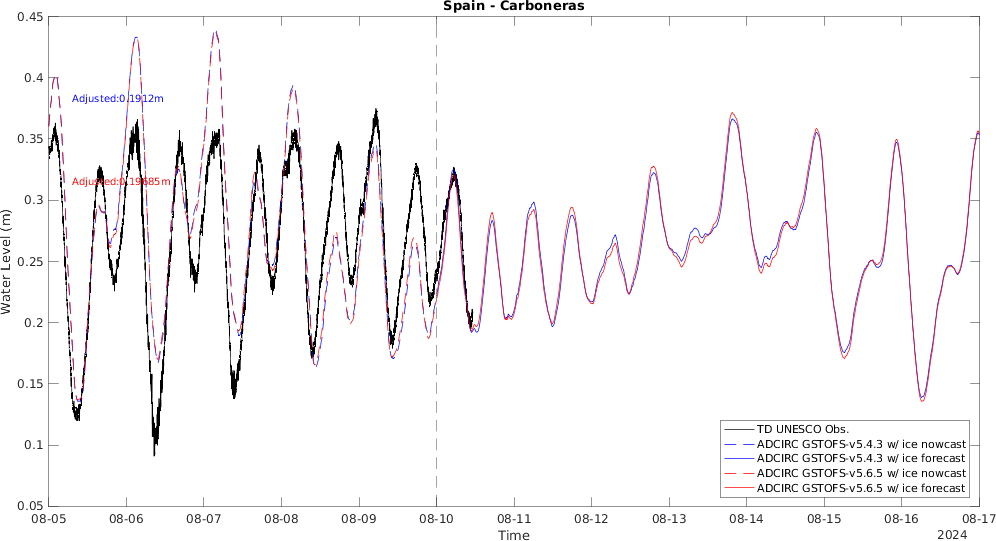 Spain - Carboneras
0.45
0.4
0.35
0.3
0.25
0.2
0.15
0.1
0.05
Water Level (m)
Adjusted:0.1912m
Adjusted:0.19685m
TD UNESCO Obs.
ADCIRC GSTOFS-v5.4.3 w/ ice nowcast
ADCIRC GSTOFS-v5.4.3 w/ ice forecast
ADCIRC GSTOFS-v5.6.5 w/ ice nowcast
ADCIRC GSTOFS-v5.6.5 w/ ice forecast
08-05 08-06 08-07 08-08 08-09 08-10 08-11 08-12 08-13 08-14 08-15 08-16 08-17
Time
2024